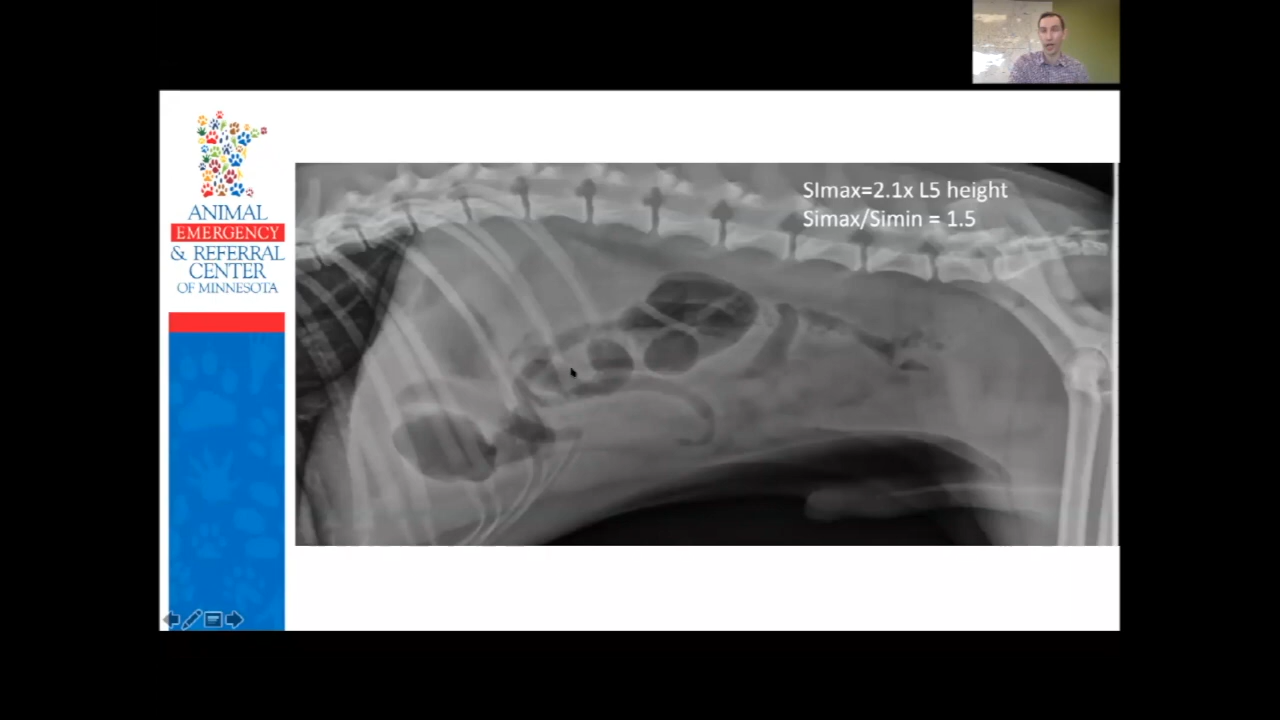 ANIMAL
EMERGENCY
& REFERRAL
CENTER
OF MINNESOTA
SImax=2.1x L5 height
Simax/Simin = 1.5